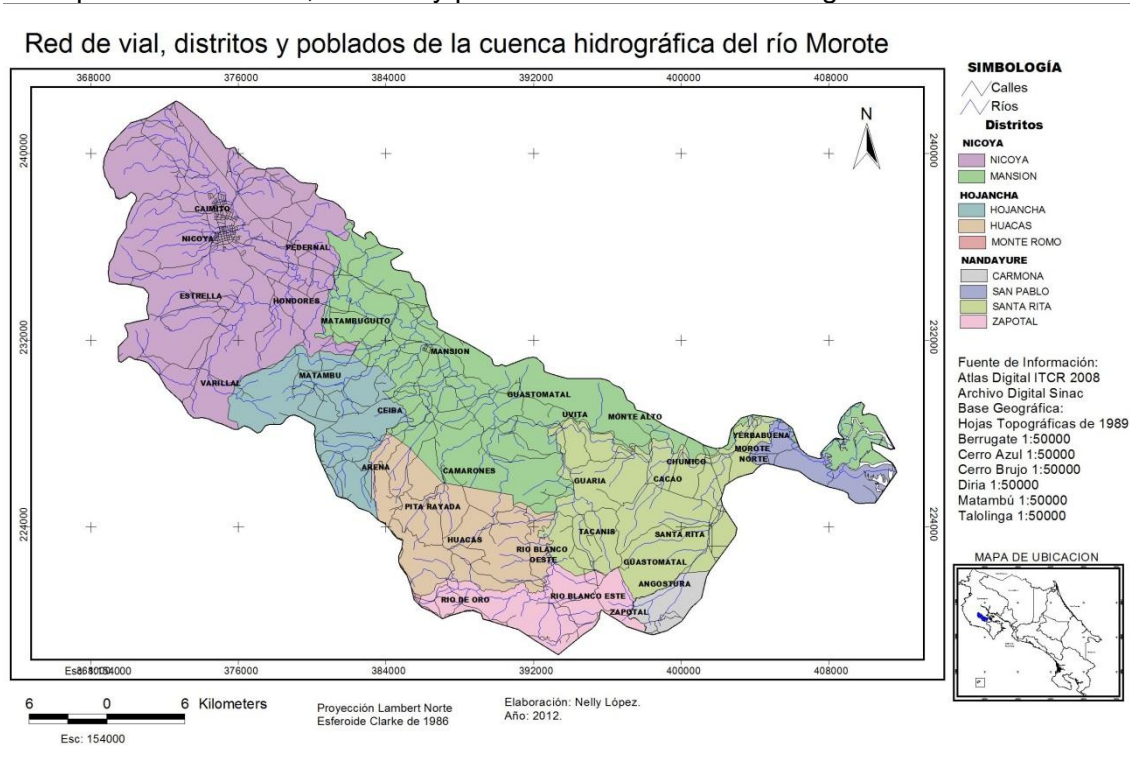 Red de vial, distritos y poblados de la cuenca hidrográfica del río Morote
368000 376000 384000 392000 400000 408000
240000 240000
232000 232000
224000 224000
N
CAIMITO
NICOYA
PEDERNAL
ESTRELLA
HONDORES
MATAMBUGUITO
MANSION
VARILLAL
MATAMBU
GUASTOMATAL
CEIBA
UVITA
MONTE ALTO
YERBABUENA
MOROTE
NORTE
ARENA
CAMARONES
CHUMICO
GUARIA
CACAO
PITA RAYADA
HUACAS
TACANIS
SANTA RITA
RIO BLANCO
OESTE
GUASTOMATAL
ANGOSTURA
RIO DE ORO
RIO BLANCO ESTE
ZAPOTAL
376000 384000 392000 400000 408000
SIMBOLOGÍA
Calles
Ríos
Distritos
NICOYA
NICOYA
MANSION
HOJANCHA
HOJANCHA
HUACAS
MONTE ROMO
NANDAYURE
CARMONA
SAN PABLO
SANTA RITA
ZAPOTAL
Fuente de Información:
Atlas Digital ITCR 2008
Archivo Digital Sinac
Base Geográfica:
Hojas Topográficas de 1989
Berrugate 1:50000
Cerro Azul 1:50000
Cerro Brujo 1:50000
Diria 1:50000
Matambú 1:50000
Talolinga 1:50000
MAPA DE UBICACION
6 0 6 Kilometers
Esc: 154000
Proyección Lambert Norte
Esferoide Clarke de 1986
Elaboración: Nelly López.
Año: 2012.